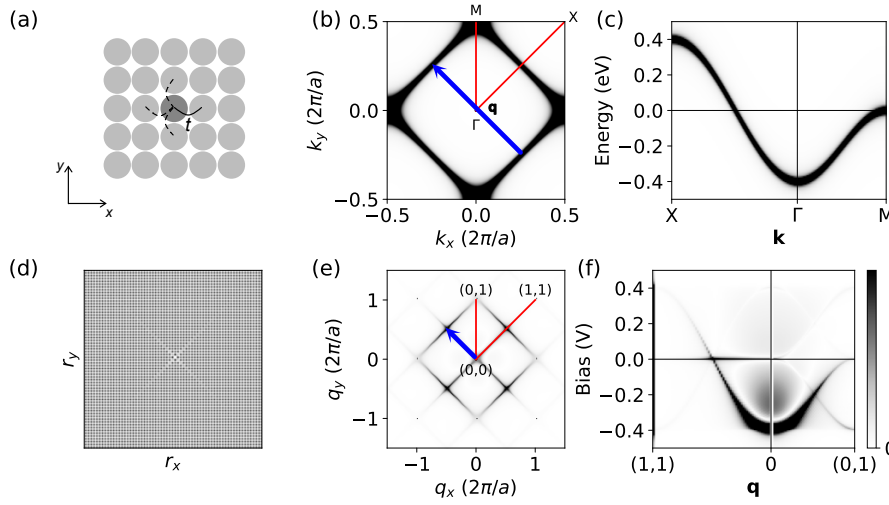 (a)
t
y
x
(b)
M
X
0.5
0.0
−0.5
k_y (2π/a)
q
Γ
−0.5
0.0
0.5
k_x (2π/a)
(c)
0.4
0.2
0.0
−0.2
−0.4
Energy (eV)
X
Γ
M
k
(d)
r_y
r_x
(e)
1
0
−1
q_y (2π/a)
(0,1)
(1,1)
(0,0)
−1
0
1
q_x (2π/a)
(f)
0.4
0.2
0.0
−0.2
−0.4
Bias (V)
(1,1)
0
(0,1)
q
0